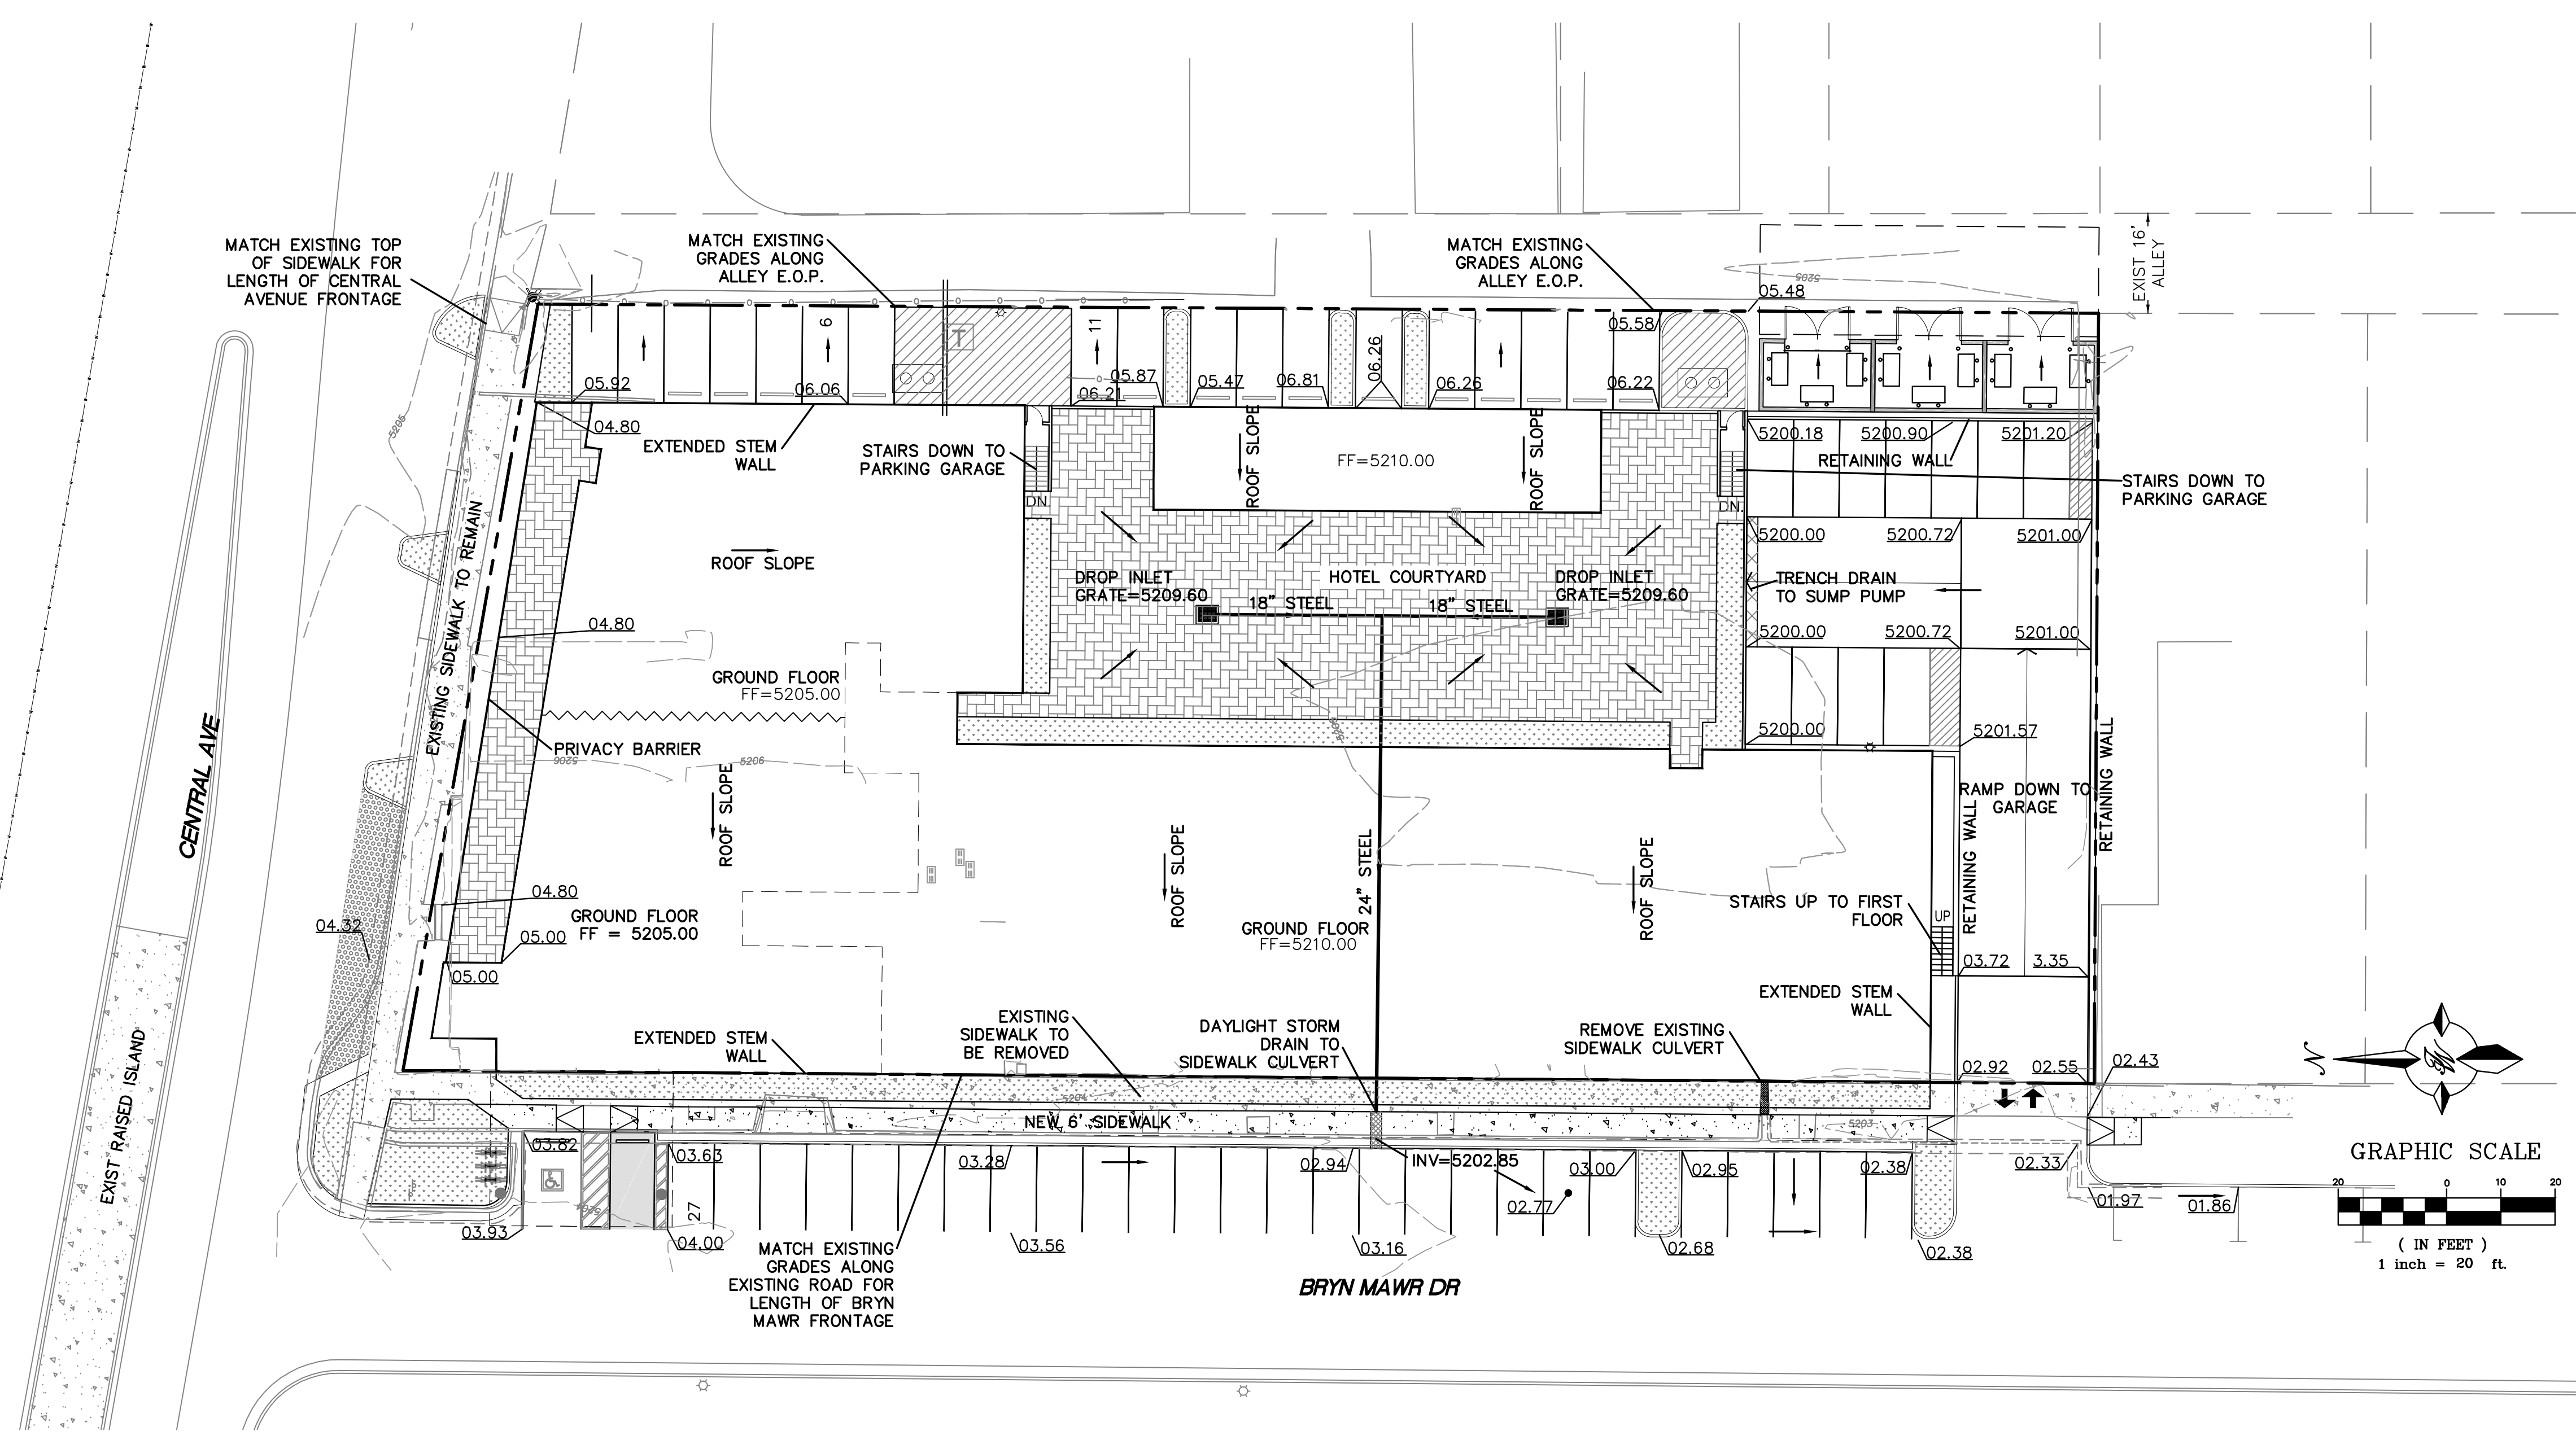 MATCH EXISTING TOP
OF SIDEWALK FOR
LENGTH OF CENTRAL
AVENUE FRONTAGE
MATCH EXISTING
GRADES ALONG
ALLEY E.O.P.
MATCH EXISTING
GRADES ALONG
ALLEY E.O.P.
EXIST 16'
ALLEY
5205
05.48
6
T
11
05.58
05.92
06.06
06.21
05.87
05.47
06.81
06.26
06.26
06.22
5205
04.80
EXTENDED STEM
WALL
STAIRS DOWN TO
PARKING GARAGE
DN
ROOF SLOPE
FF=5210.00
ROOF SLOPE
DN.
5200.18
5200.90
5201.20
RETAINING WALL
STAIRS DOWN TO
PARKING GARAGE
ROOF SLOPE
5200.00
5200.72
5201.00
DROP INLET
GRATE=5209.60
18" STEEL
HOTEL COURTYARD
18" STEEL
DROP INLET
GRATE=5209.60
TRENCH DRAIN
TO SUMP PUMP
EXISTING SIDEWALK TO REMAIN
04.80
5200.00
5200.72
5201.00
GROUND FLOOR
FF=5205.00
PRIVACY BARRIER
5206
5206
5200.00
5201.57
CENTRAL AVE
ROOF SLOPE
ROOF SLOPE
24" STEEL
ROOF SLOPE
RAMP DOWN TO
GARAGE
RETAINING WALL
RETAINING WALL
04.80
04.32
GROUND FLOOR
FF = 5205.00
05.00
05.00
GROUND FLOOR
FF=5210.00
STAIRS UP TO FIRST
FLOOR
UP
03.72
3.35
EXTENDED STEM
WALL
EXTENDED STEM
WALL
EXISTING
SIDEWALK TO
BE REMOVED
DAYLIGHT STORM
DRAIN TO
SIDEWALK CULVERT
REMOVE EXISTING
SIDEWALK CULVERT
02.92
02.55
02.43
EXIST RAISED ISLAND
5204
NEW 6' SIDEWALK
5203
03.82
03.63
03.28
02.94
INV=5202.85
03.00
02.95
02.38
02.33
27
5204
02.77
01.97
01.86
03.93
04.00
03.56
03.16
02.68
02.38
MATCH EXISTING
GRADES ALONG
EXISTING ROAD FOR
LENGTH OF BRYN
MAWR FRONTAGE
BRYN MAWR DR
N
GRAPHIC SCALE
20
0
10
20
( IN FEET )
1 inch = 20 ft.